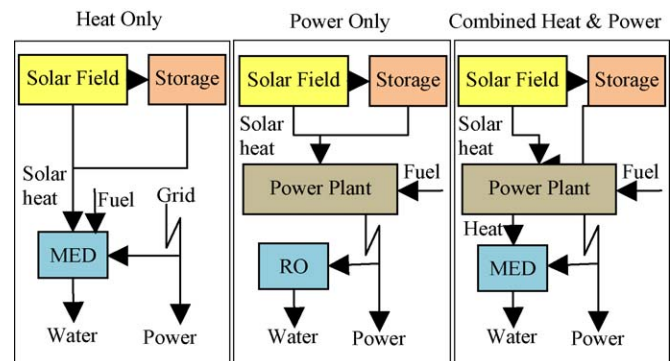 Heat Only
Power Only
Combined Heat & Power
Solar Field
Storage
Solar
heat
Fuel
Grid
MED
Water
Power
Solar Field
Storage
Solar
heat
Fuel
Power Plant
RO
Water
Power
Solar Field
Storage
Solar
heat
Fuel
Power Plant
Heat
MED
Water
Power